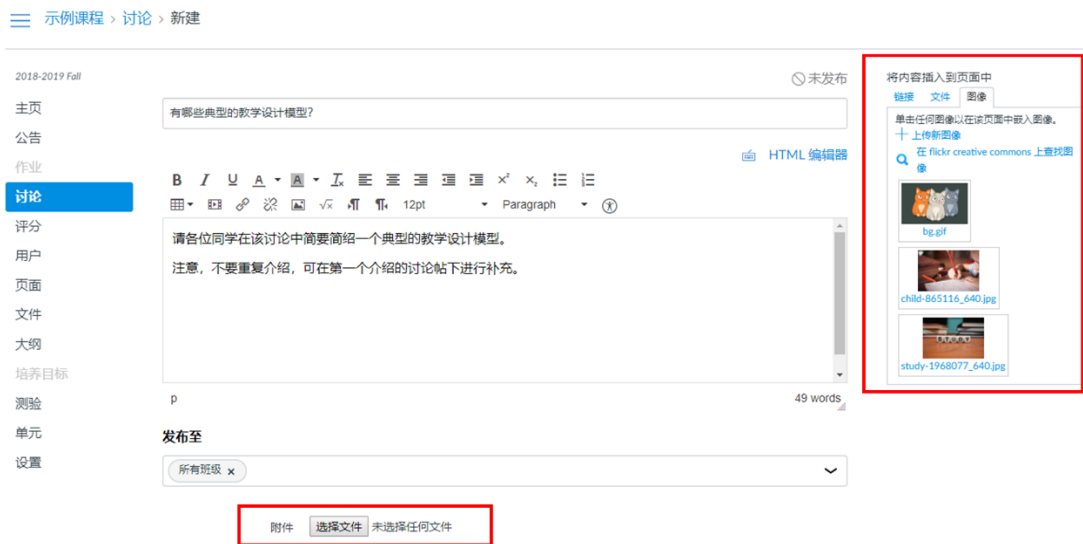 示例课程 > 讨论 > 新建
2018-2019 Fall
主页
公告
作业
讨论
评分
用户
页面
文件
大纲
培养目标
测验
单元
设置
未发布
有哪些典型的教学设计模型?
HTML 编辑器
B I U A A Tx x² x₂
√x 12pt Paragraph
请各位同学在该讨论中简要简绍一个典型的教学设计模型。
注意，不要重复介绍，可在第一个介绍的讨论帖下进行补充。
p 49 words
发布至
所有班级 x
附件 选择文件 未选择任何文件
将内容插入到页面中
链接 文件 图像
单击任何图像以在该页面中嵌入图像。
上传新图像
在 flickr creative commons 上查找图
像
bg.gif
child-865116_640.jpg
STUDY
study-1968077_640.jpg